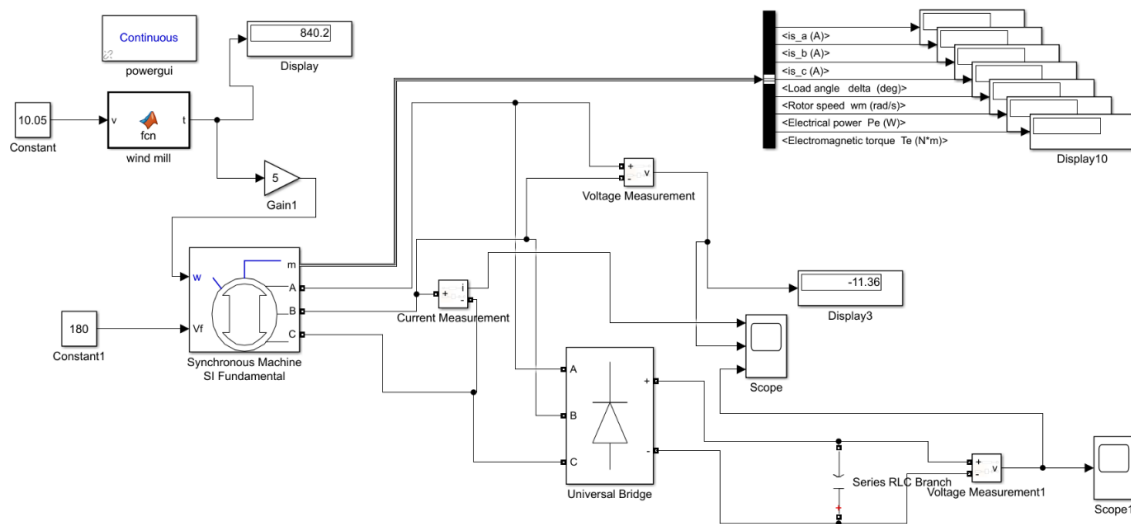 Continuous
powergui
840.2
Display
10.05
Constant
v
fcn
t
wind mill
5
Gain1
<is_a (A)>
<is_b (A)>
<is_c (A)>
<Load angle delta (deg)>
<Rotor speed wm (rad/s)>
<Electrical power Pe (W)>
<Electromagnetic torque Te (N*m)>
Display10
+
-
v
Voltage Measurement
w
Vf
m
A
B
C
Synchronous Machine
SI Fundamental
180
Constant1
+
i
-
Current Measurement
-11.36
Display3
Scope
A
B
C
+
-
Universal Bridge
+
Series RLC Branch
+
-
v
Voltage Measurement1
Scope1